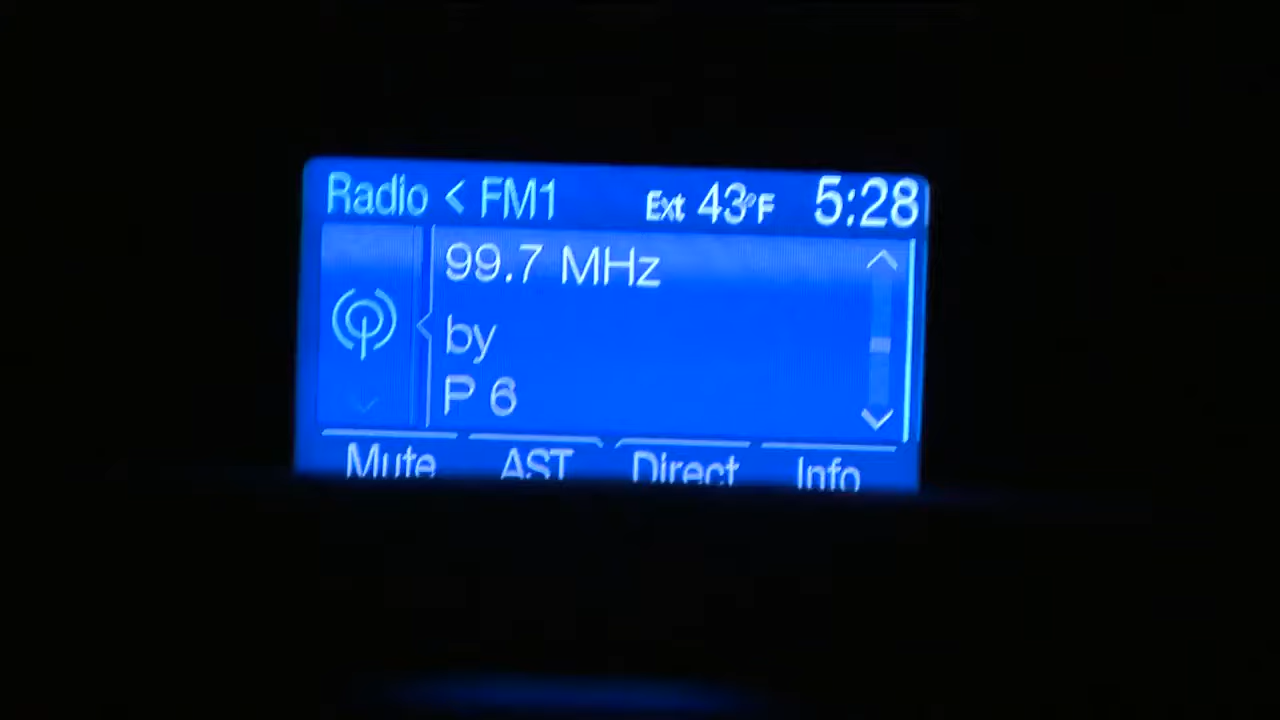 Radio < FM1 Ext 43°F 5:28
99.7 MHz
by
P 6
Mute AST Direct Info